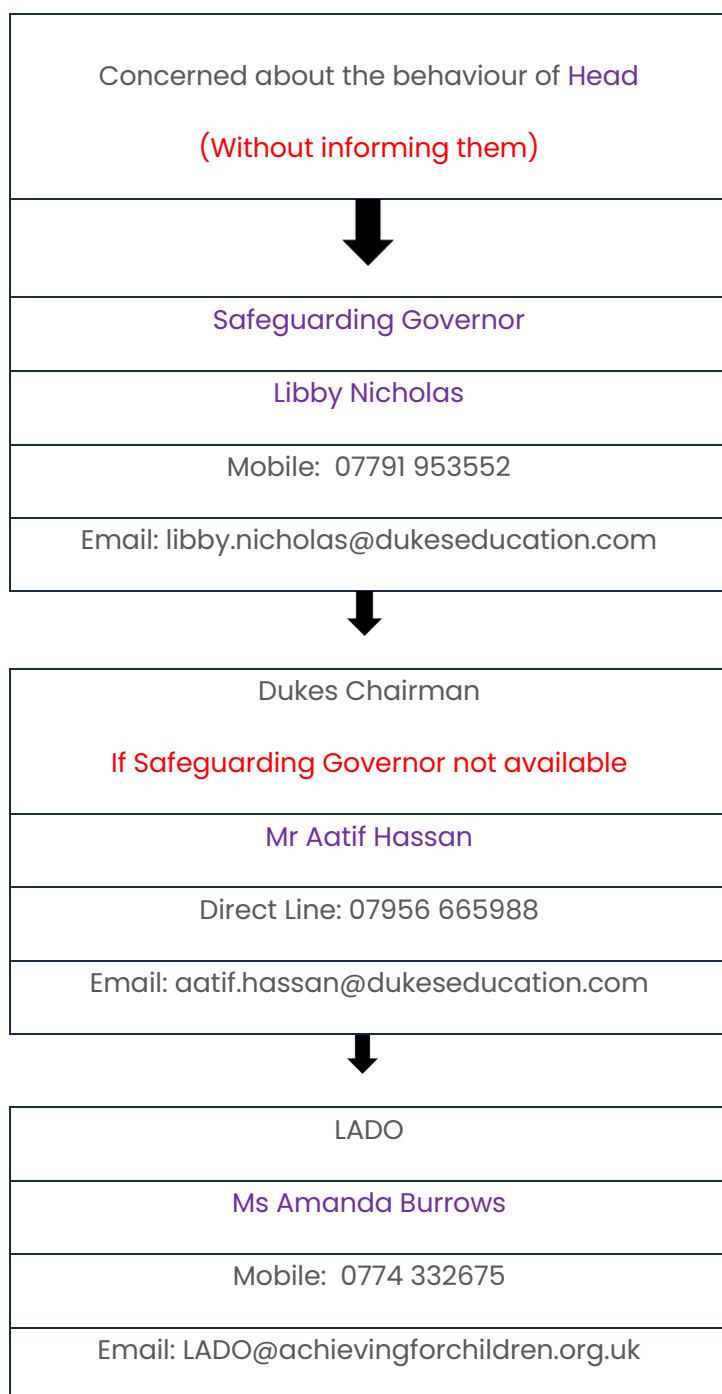 Concerned about the behaviour of Head
(Without informing them)
Safeguarding Governor
Libby Nicholas
Mobile:  07791 953552
Email: libby.nicholas@dukeseducation.com
Dukes Chairman
If Safeguarding Governor not available
Mr Aatif Hassan
Direct Line: 07956 665988
Email: aatif.hassan@dukeseducation.com
LADO
Ms Amanda Burrows
Mobile:  0774 332675
Email: LADO@achievingforchildren.org.uk